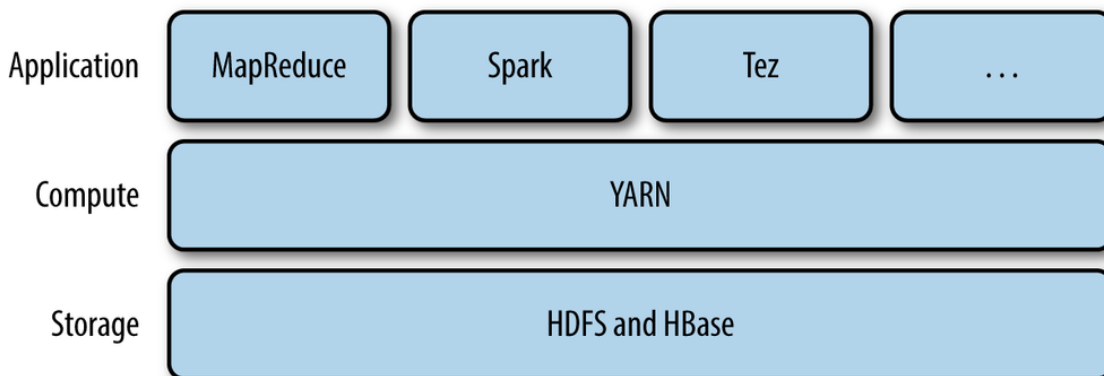 Application MapReduce Spark Tez ...
Compute YARN
Storage HDFS and HBase